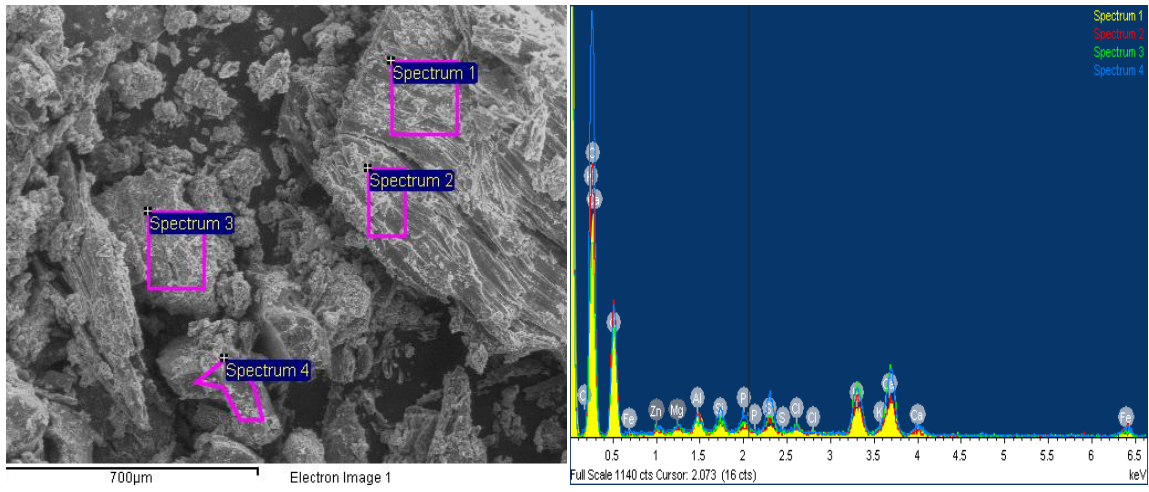 Spectrum 1
Spectrum 2
Spectrum 3
Spectrum 4
700µm
Electron Image 1
Spectrum 1
Spectrum 2
Spectrum 3
Spectrum 4
C
Fe
Zn
Mg
Al
P
P
S
Cl
Cl
K
Ca
Fe
0.5 1 1.5 2 2.5 3 3.5 4 4.5 5 5.5 6 6.5
Full Scale 1140 cts Cursor: 2.073 (16 cts)
keV